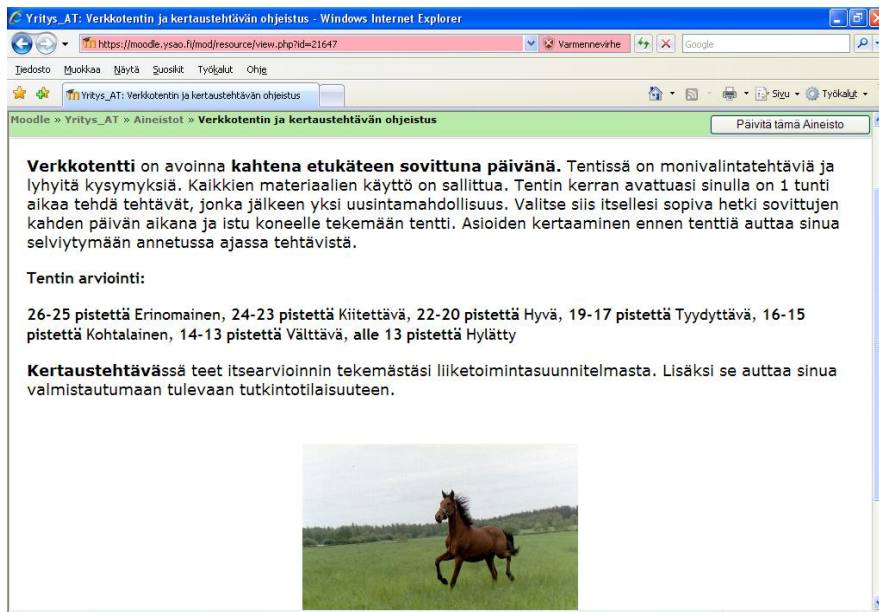 Yritys_AT: Verkkotentin ja kertaustehtävän ohjeistus - Windows Internet Explorer
https://moodle.ysao.fi/mod/resource/view.php?id=21647
Varmennevirhe
Google
Tiedosto Muokkaa Näytä Suosikit Työkalut Ohje
Yritys_AT: Verkkotentin ja kertaustehtävän ohjeistus
Sivu Työkalut
Moodle » Yritys_AT » Aineistot » Verkkotentin ja kertaustehtävän ohjeistus
Päivitä tämä Aineisto
Verkkotentti on avoinna kahtena etukäteen sovittuna päivänä. Tentissä on monivalintatehtäviä ja
lyhyitä kysymyksiä. Kaikkien materiaalien käyttö on sallittua. Tentin kerran avattuasi sinulla on 1 tunti
aikaa tehdä tehtävät, jonka jälkeen yksi uusintamahdollisuus. Valitse siis itsellesi sopiva hetki sovittujen
kahden päivän aikana ja istu koneelle tekemään tentti. Asioiden kertaaminen ennen tenttiä auttaa sinua
selviytymään annetussa ajassa tehtävistä.
Tentin arviointi:
26-25 pistettä Erinomainen, 24-23 pistettä Kiitettävä, 22-20 pistettä Hyvä, 19-17 pistettä Tyydyttävä, 16-15
pistettä Kohtalainen, 14-13 pistettä Välttävä, alle 13 pistettä Hylätty
Kertaustehtävässä teet itsearvioinnin tekemästäsi liiketoimintasuunnitelmasta. Lisäksi se auttaa sinua
valmistautumaan tulevaan tutkintotilaisuuteen.